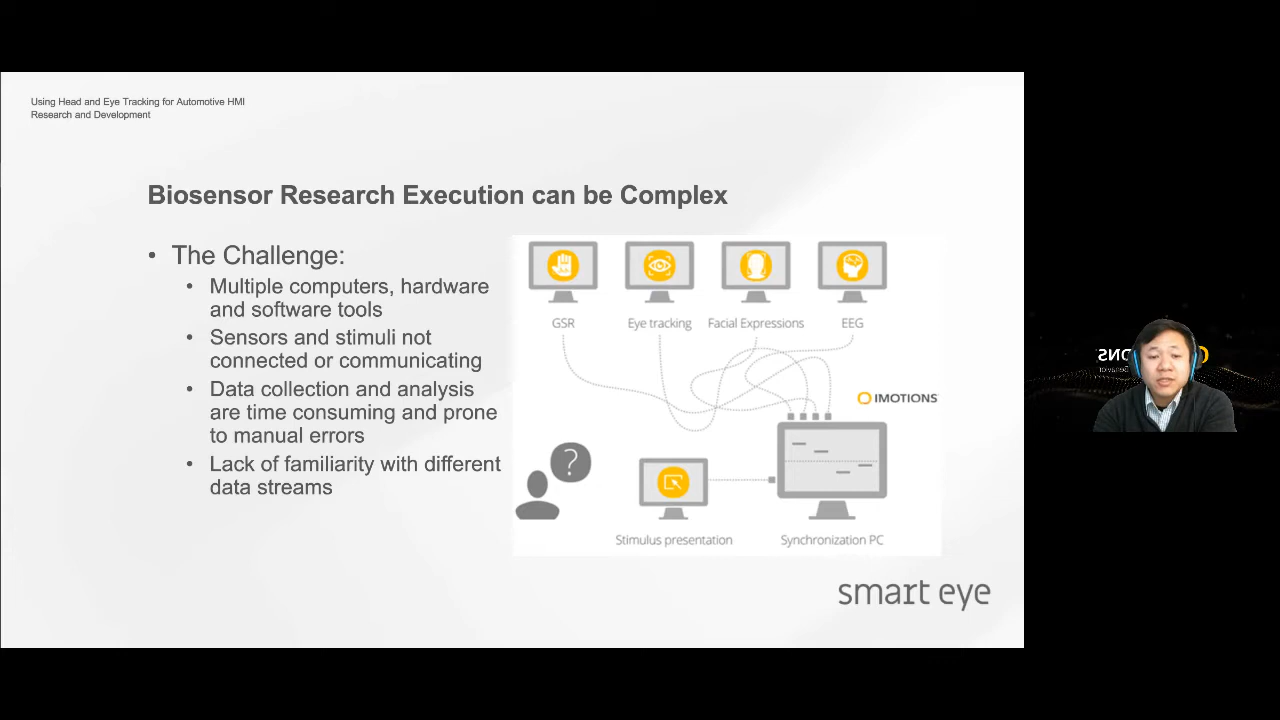 Using Head and Eye Tracking for Automotive HMI
Research and Development
Biosensor Research Execution can be Complex
• The Challenge:
• Multiple computers, hardware
and software tools
• Sensors and stimuli not
connected or communicating
• Data collection and analysis
are time consuming and prone
to manual errors
• Lack of familiarity with different
data streams
GSR
Eye tracking
Facial Expressions
EEG
IMOTIONS
?
Stimulus presentation
Synchronization PC
smart eye